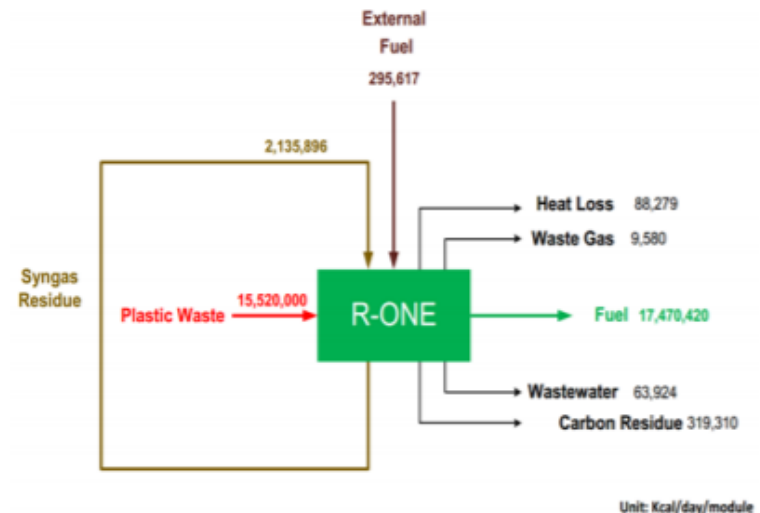 External
Fuel
295,617
2,135,896
Heat Loss 88,279
Waste Gas 9,580
Syngas
Residue
Plastic Waste 15,520,000
R-ONE
Fuel 17,470,420
Wastewater 63,924
Carbon Residue 319,310
Unit: Kcal/day/module